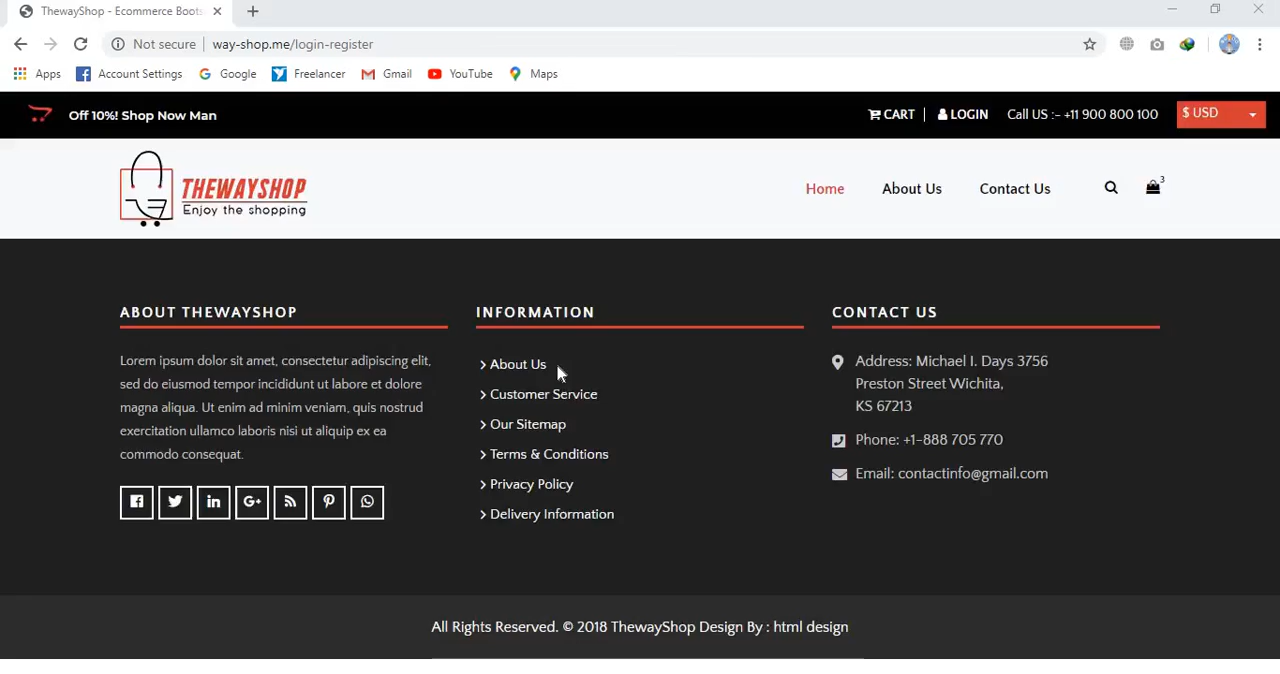 ThewayShop - Ecommerce Boots
Not secure way-shop.me/login-register
Apps Account Settings Google Freelancer Gmail YouTube Maps
Off 10%! Shop Now Man
CART LOGIN Call US :- +11 900 800 100 $ USD
THEWAYSHOP
Enjoy the shopping
Home About Us Contact Us 3
ABOUT THEWAYSHOP
Lorem ipsum dolor sit amet, consectetur adipiscing elit,
sed do eiusmod tempor incididunt ut labore et dolore
magna aliqua. Ut enim ad minim veniam, quis nostrud
exercitation ullamco laboris nisi ut aliquip ex ea
commodo consequat.
INFORMATION
About Us
Customer Service
Our Sitemap
Terms & Conditions
Privacy Policy
Delivery Information
CONTACT US
Address: Michael I. Days 3756
Preston Street Wichita,
KS 67213
Phone: +1-888 705 770
Email: contactinfo@gmail.com
All Rights Reserved. © 2018 ThewayShop Design By : html design